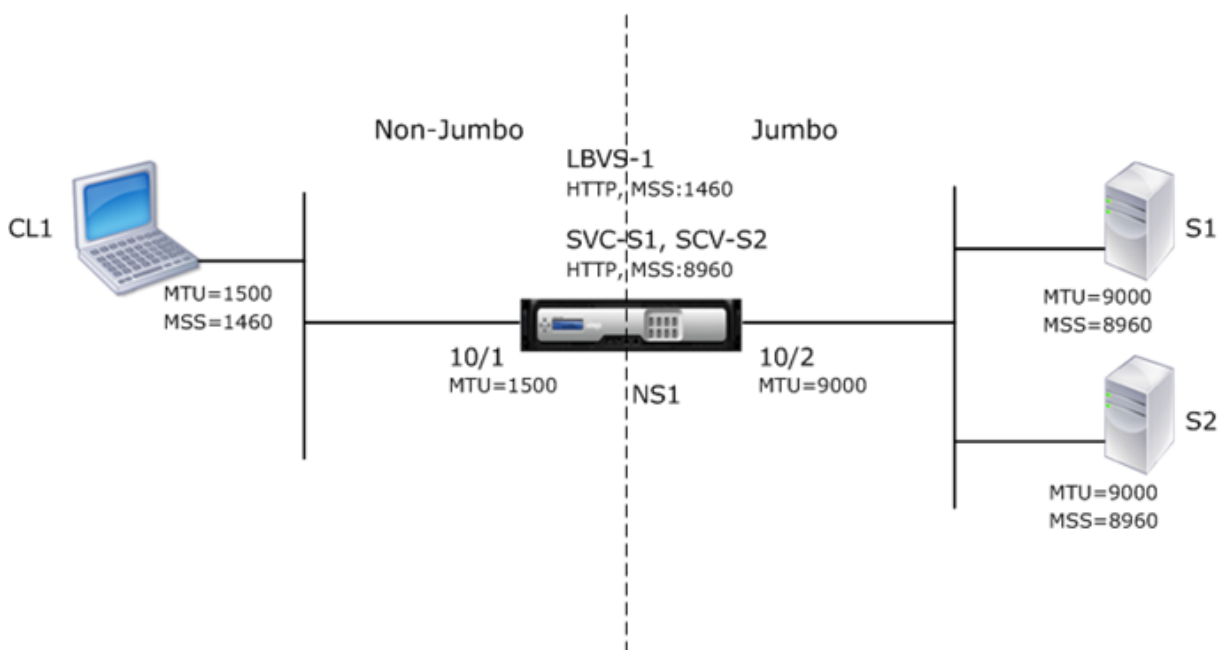 Non-Jumbo
Jumbo
LBVS-1
HTTP, MSS:1460
SVC-S1, SCV-S2
HTTP, MSS:8960
CL1
MTU=1500
MSS=1460
10/1
MTU=1500
NS1
10/2
MTU=9000
S1
MTU=9000
MSS=8960
S2
MTU=9000
MSS=8960